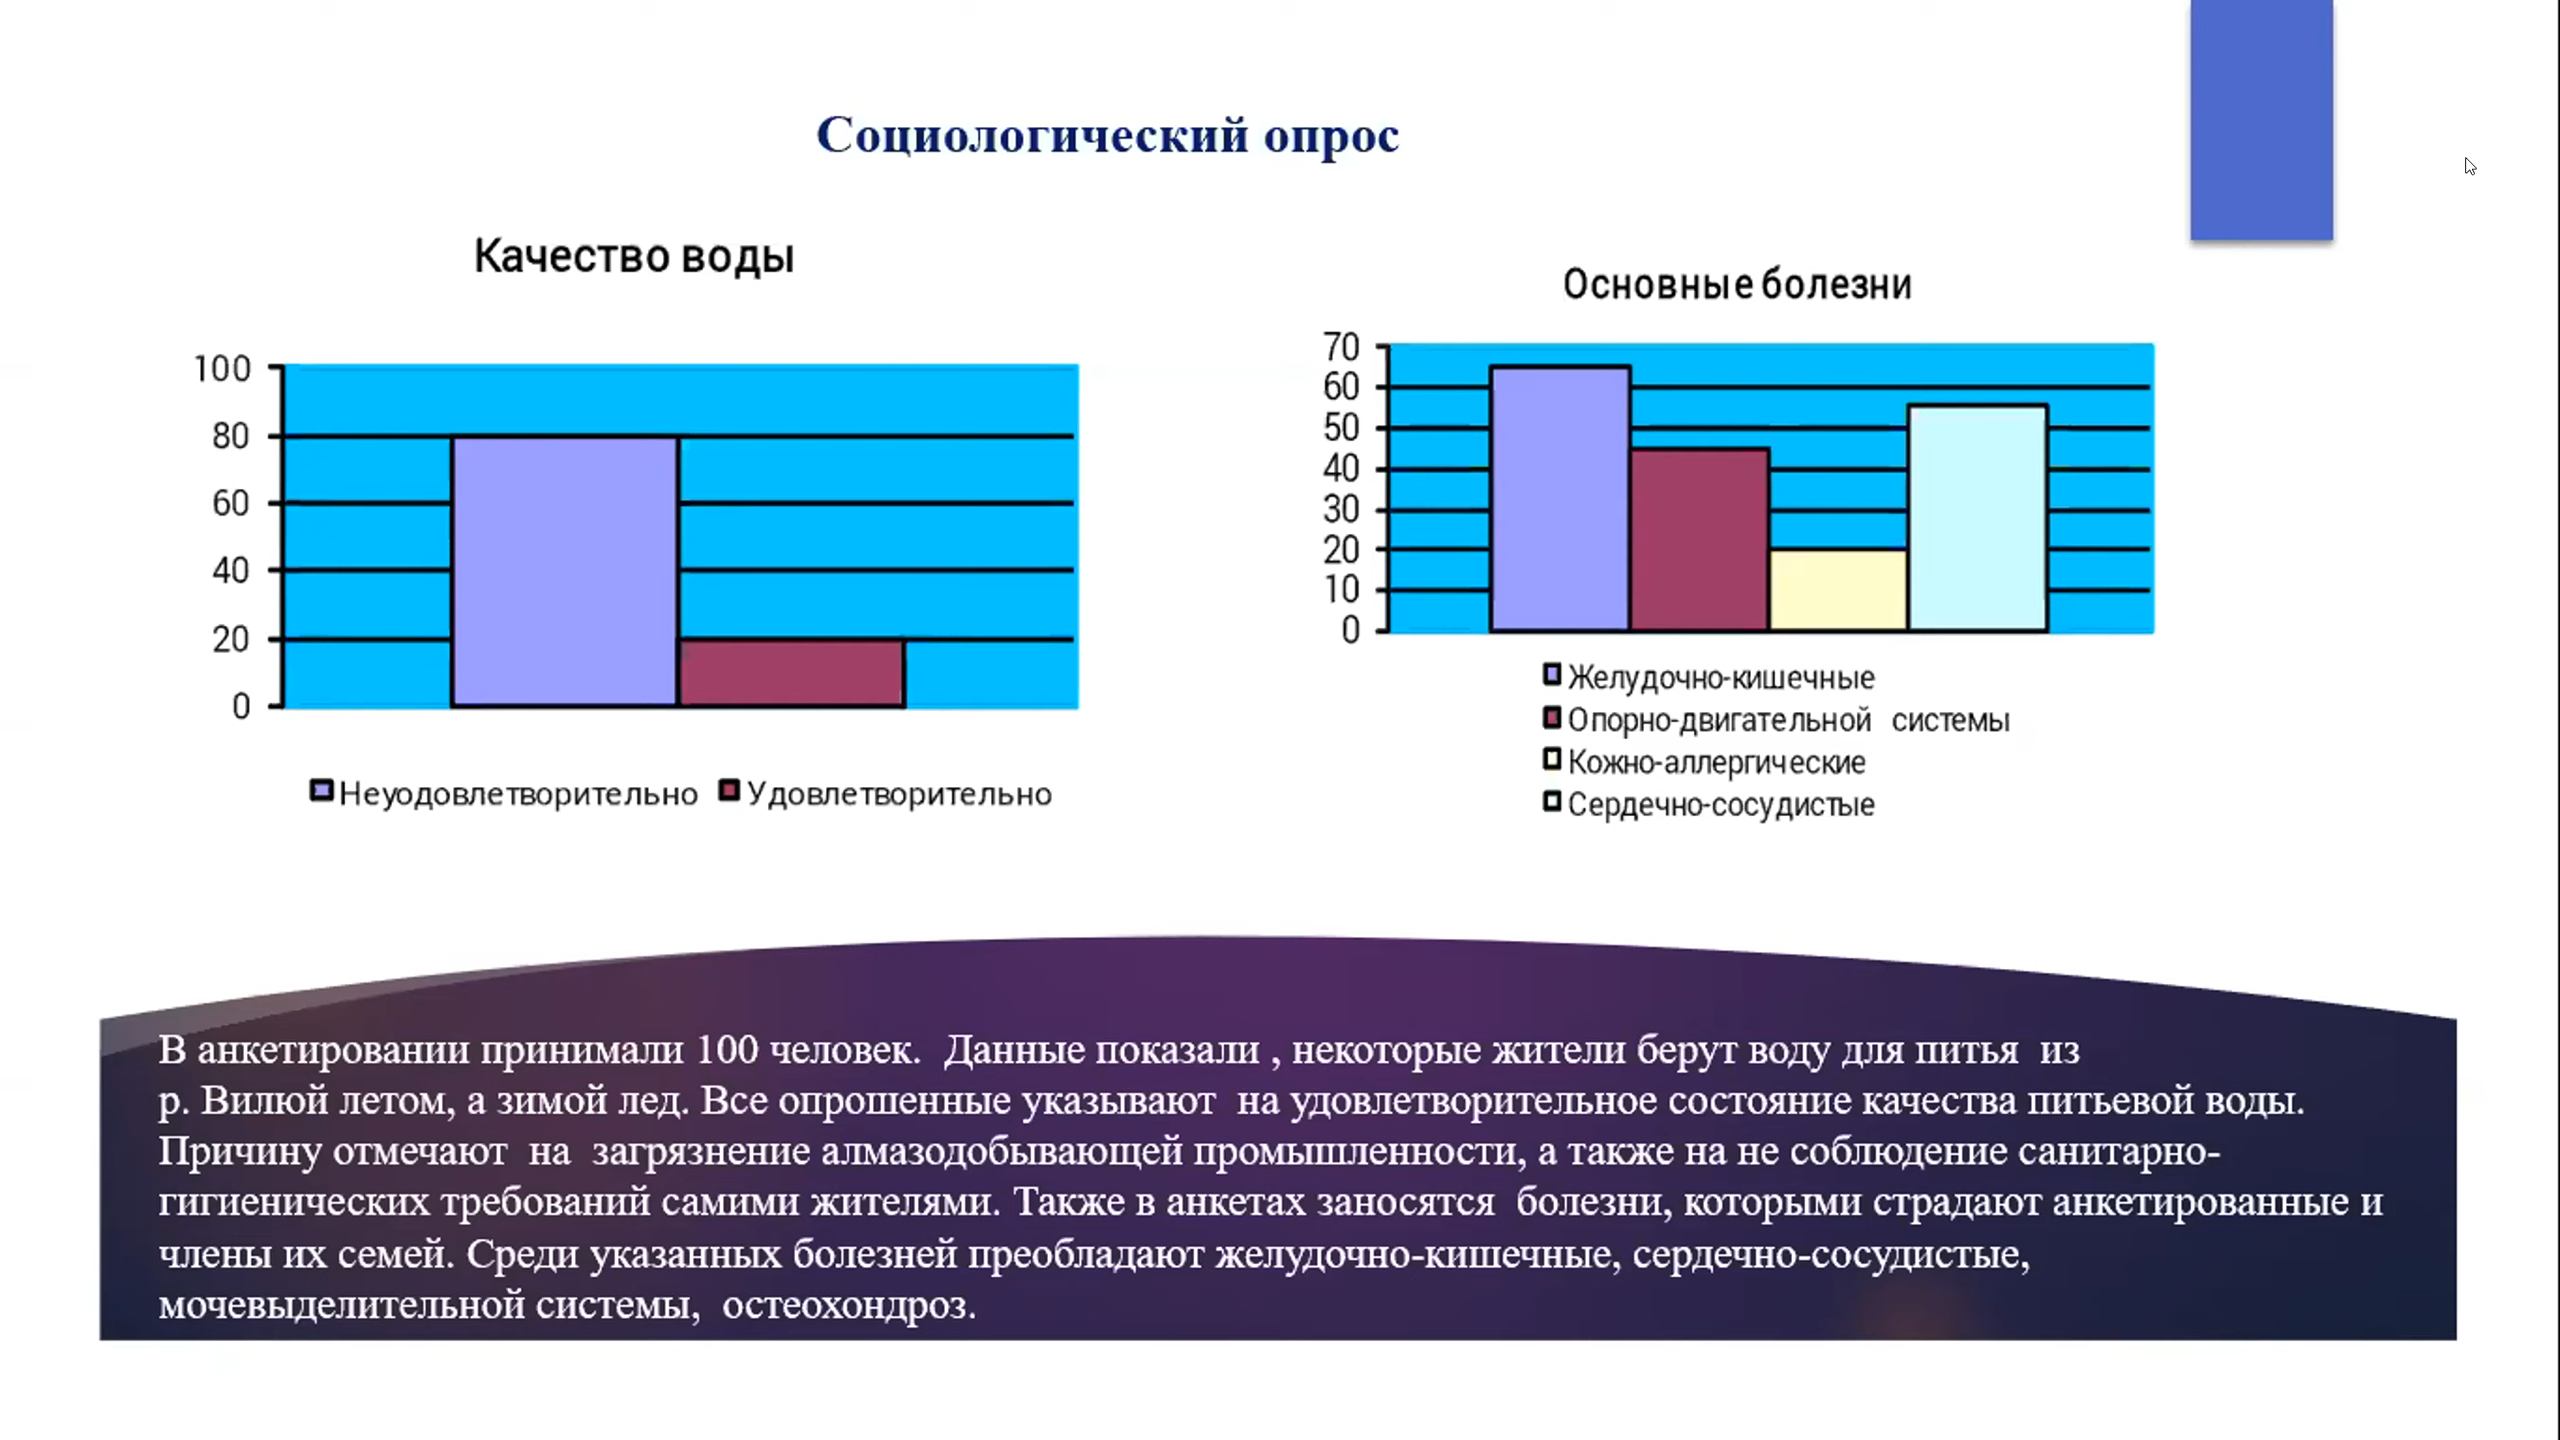 Социологический опрос
Качество воды
100
80
60
40
20
0
Неуодовлетворительно Удовлетворительно
Основные болезни
70
60
50
40
30
20
10
0
Желудочно-кишечные
Опорно-двигательной системы
Кожно-аллергические
Сердечно-сосудистые
В анкетировании принимали 100 человек. Данные показали , некоторые жители берут воду для питья из
р. Вилюй летом, а зимой лед. Все опрошенные указывают на удовлетворительное состояние качества питьевой воды.
Причину отмечают на загрязнение алмазодобывающей промышленности, а также на не соблюдение санитарно-
гигиенических требований самими жителями. Также в анкетах заносятся болезни, которыми страдают анкетированные и
члены их семей. Среди указанных болезней преобладают желудочно-кишечные, сердечно-сосудистые,
мочевыделительной системы, остеохондроз.